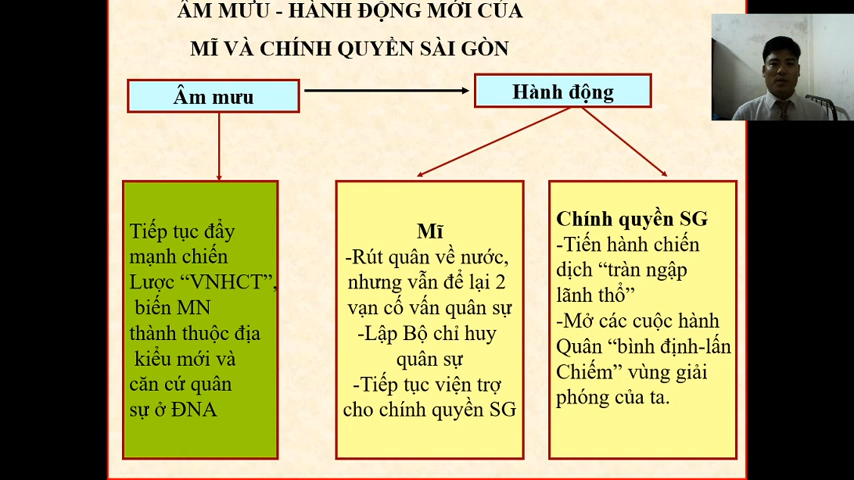 ÂM MƯU - HÀNH ĐỘNG MỚI CỦA
MĨ VÀ CHÍNH QUYỀN SÀI GÒN
Âm mưu
Hành động
Tiếp tục đẩy
mạnh chiến
Lược “VNHCT”,
biến MN
thành thuộc địa
kiểu mới và
căn cứ quân
sự ở ĐNA
Mĩ
-Rút quân về nước,
nhưng vẫn để lại 2
vạn cố vấn quân sự
-Lập Bộ chỉ huy
quân sự
-Tiếp tục viện trợ
cho chính quyền SG
Chính quyền SG
-Tiến hành chiến
dịch “tràn ngập
lãnh thổ”
-Mở các cuộc hành
Quân “bình định-lấn
Chiếm” vùng giải
phóng của ta.